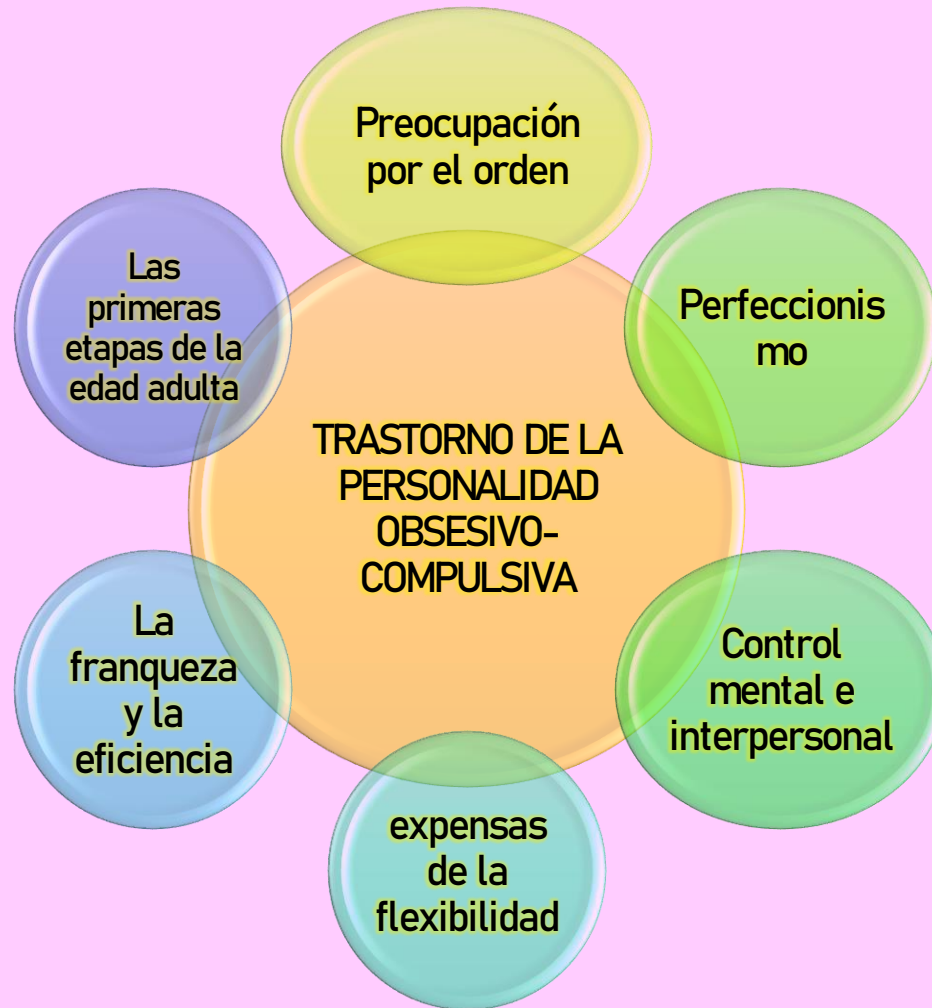 Preocupación
por el orden
Perfeccionis
mo
Control
mental e
interpersonal
expensas
de la
flexibilidad
La
franqueza
y la
eficiencia
Las
primeras
etapas de la
edad adulta
TRASTORNO DE LA
PERSONALIDAD
OBSESIVO-
COMPULSIVA